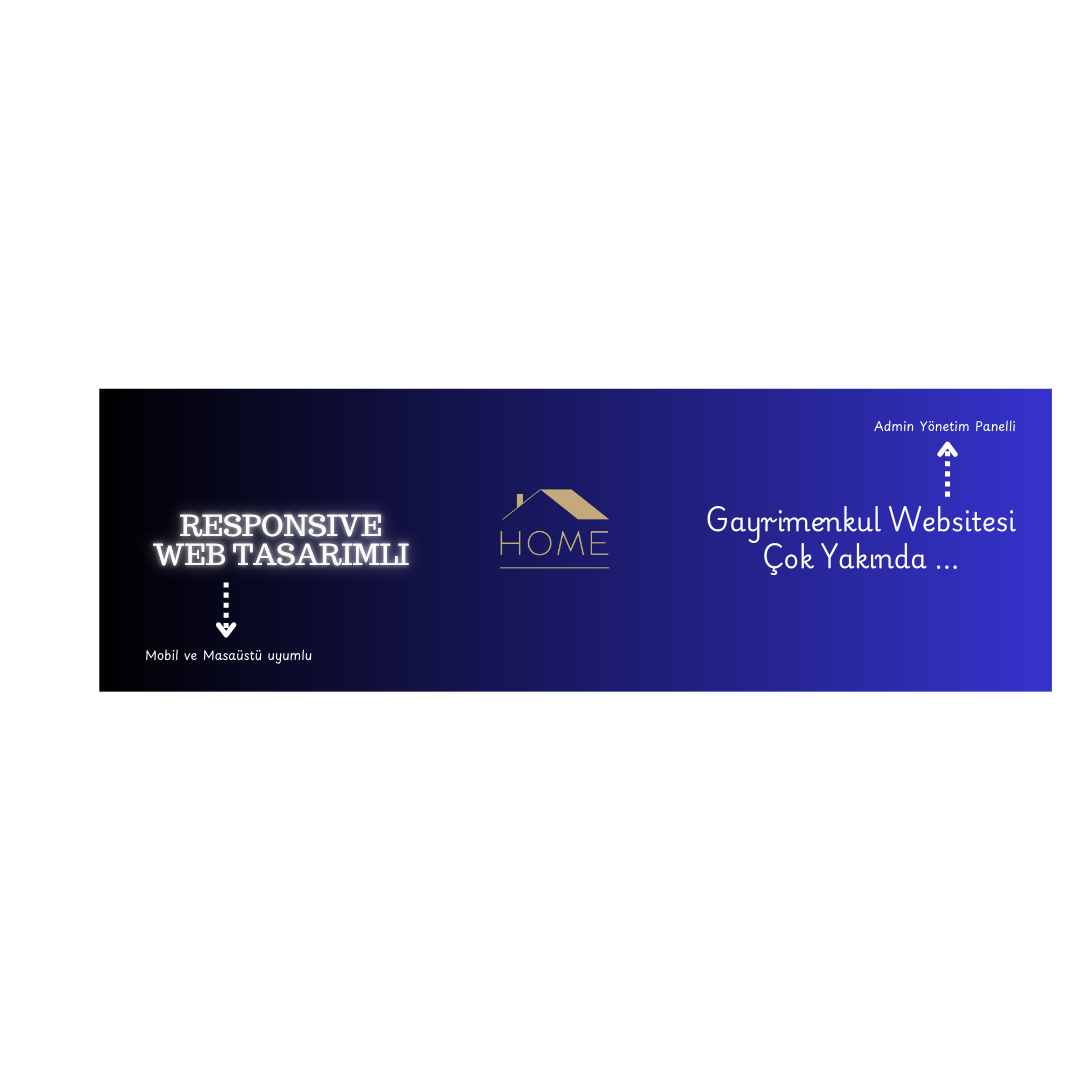 RESPONSIVE
WEB TASARIMLI
Mobil ve Masaüstü uyumlu
HOME
Admin Yönetim Panelli
Gayrimenkul Websitesi
Çok Yakında ...